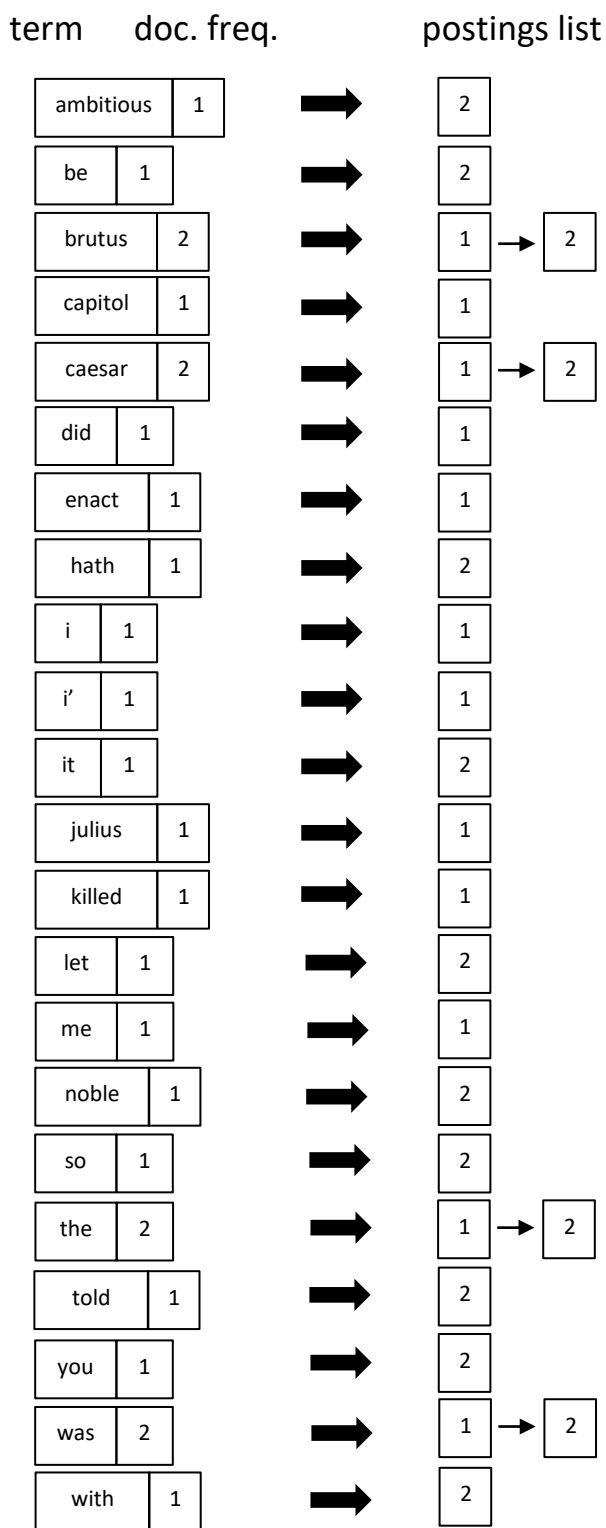 term doc. freq. postings list
ambitious 1 2
be 1 2
brutus 2 1 2
capitol 1 1
caesar 2 1 2
did 1 1
enact 1 1
hath 1 2
i 1 1
i’ 1 1
it 1 2
julius 1 1
killed 1 1
let 1 2
me 1 1
noble 1 2
so 1 2
the 2 1 2
told 1 2
you 1 2
was 2 1 2
with 1 2